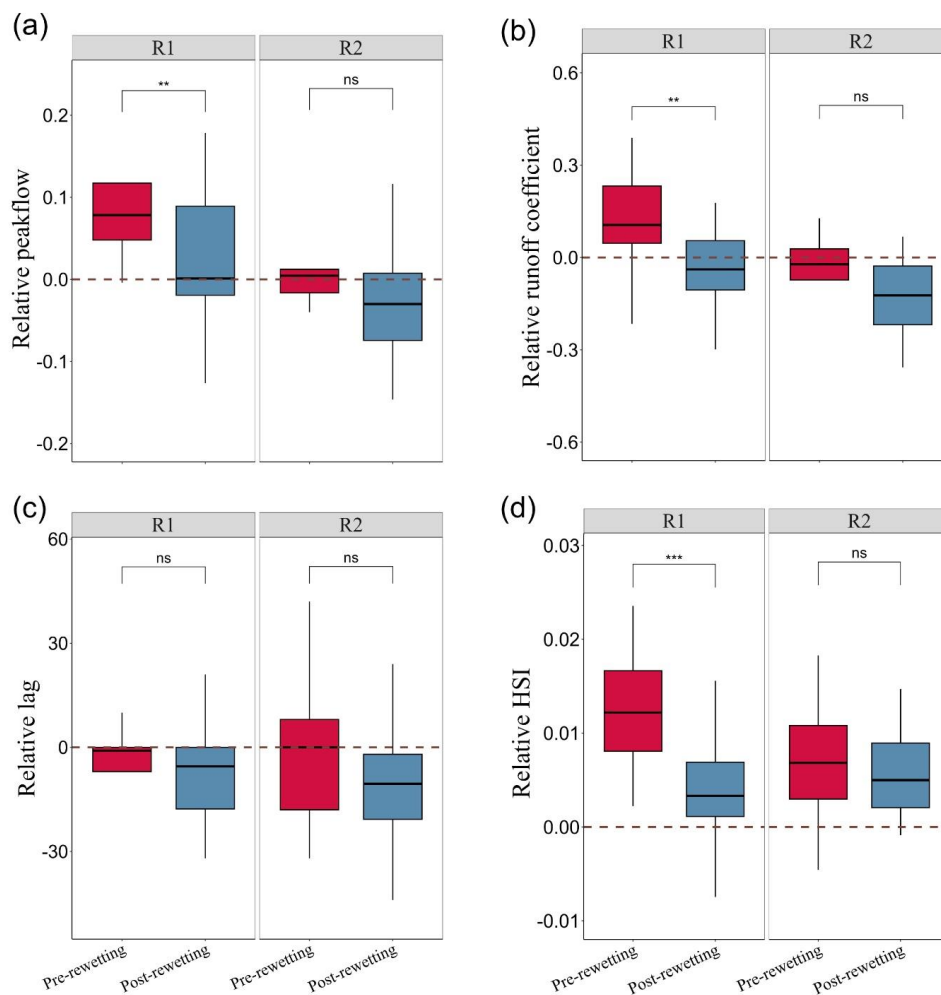 (a)
R1
R2
Relative peakflow
0.2
0.1
0.0
-0.1
-0.2
**
ns
(b)
R1
R2
Relative runoff coefficient
0.6
0.3
0.0
-0.3
-0.6
**
ns
(c)
R1
R2
Relative lag
60
30
0
-30
ns
ns
Pre-rewetting
Post-rewetting
Pre-rewetting
Post-rewetting
(d)
R1
R2
Relative HSI
0.03
0.02
0.01
0.00
-0.01
***
ns
Pre-rewetting
Post-rewetting
Pre-rewetting
Post-rewetting